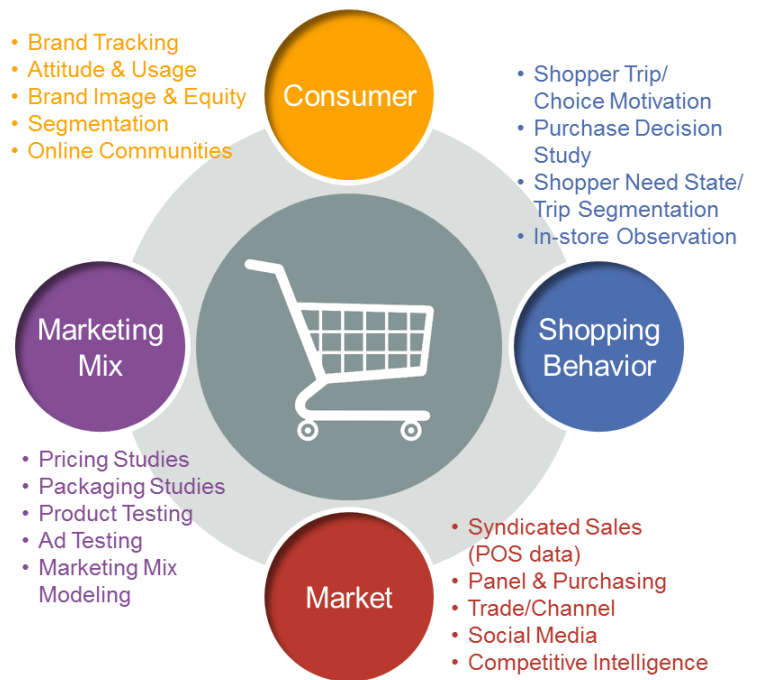 Consumer
• Brand Tracking
• Attitude & Usage
• Brand Image & Equity
• Segmentation
• Online Communities
• Shopper Trip/
Choice Motivation
• Purchase Decision
Study
• Shopper Need State/
Trip Segmentation
• In-store Observation
Marketing
Mix
Shopping
Behavior
• Pricing Studies
• Packaging Studies
• Product Testing
• Ad Testing
• Marketing Mix
Modeling
Market
• Syndicated Sales
(POS data)
• Panel & Purchasing
• Trade/Channel
• Social Media
• Competitive Intelligence